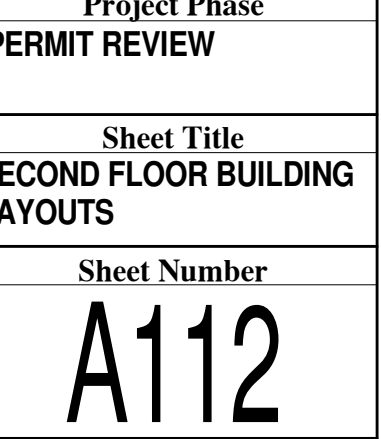 Project Phase
PERMIT REVIEW
Sheet Title
ECOND FLOOR BUILDING
AYOUTS
Sheet Number
A112